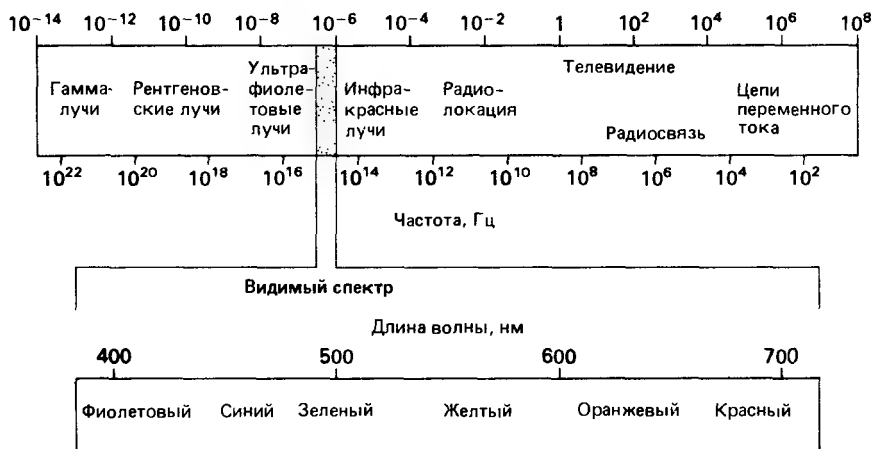 10⁻¹⁴ 10⁻¹² 10⁻¹⁰ 10⁻⁸ 10⁻⁶ 10⁻⁴ 10⁻² 1 10² 10⁴ 10⁶ 10⁸
Гамма-
лучи
Рентгенов-
ские лучи
Ультра-
фиоле-
товые
лучи
Инфра-
красные
лучи
Радио-
локация
Телевидение
Радиосвязь
Цепи
переменного
тока
10²² 10²⁰ 10¹⁸ 10¹⁶ 10¹⁴ 10¹² 10¹⁰ 10⁸ 10⁶ 10⁴ 10²
Частота, Гц
Видимый спектр
Длина волны, нм
400 500 600 700
Фиолетовый Синий Зеленый Желтый Оранжевый Красный